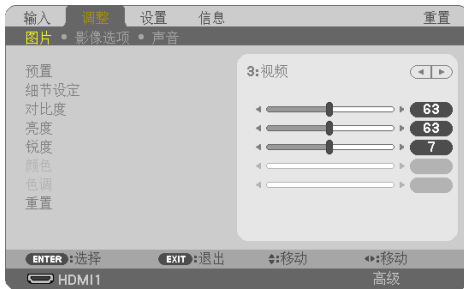 输入 调整 设置 信息 重置
图片 • 影像选项 • 声音
预置 3:视频
细节设定
对比度 63
亮度 63
锐度 7
颜色
色调
重置
ENTER:选择 EXIT:退出 :移动 :移动
HDMI1 高级